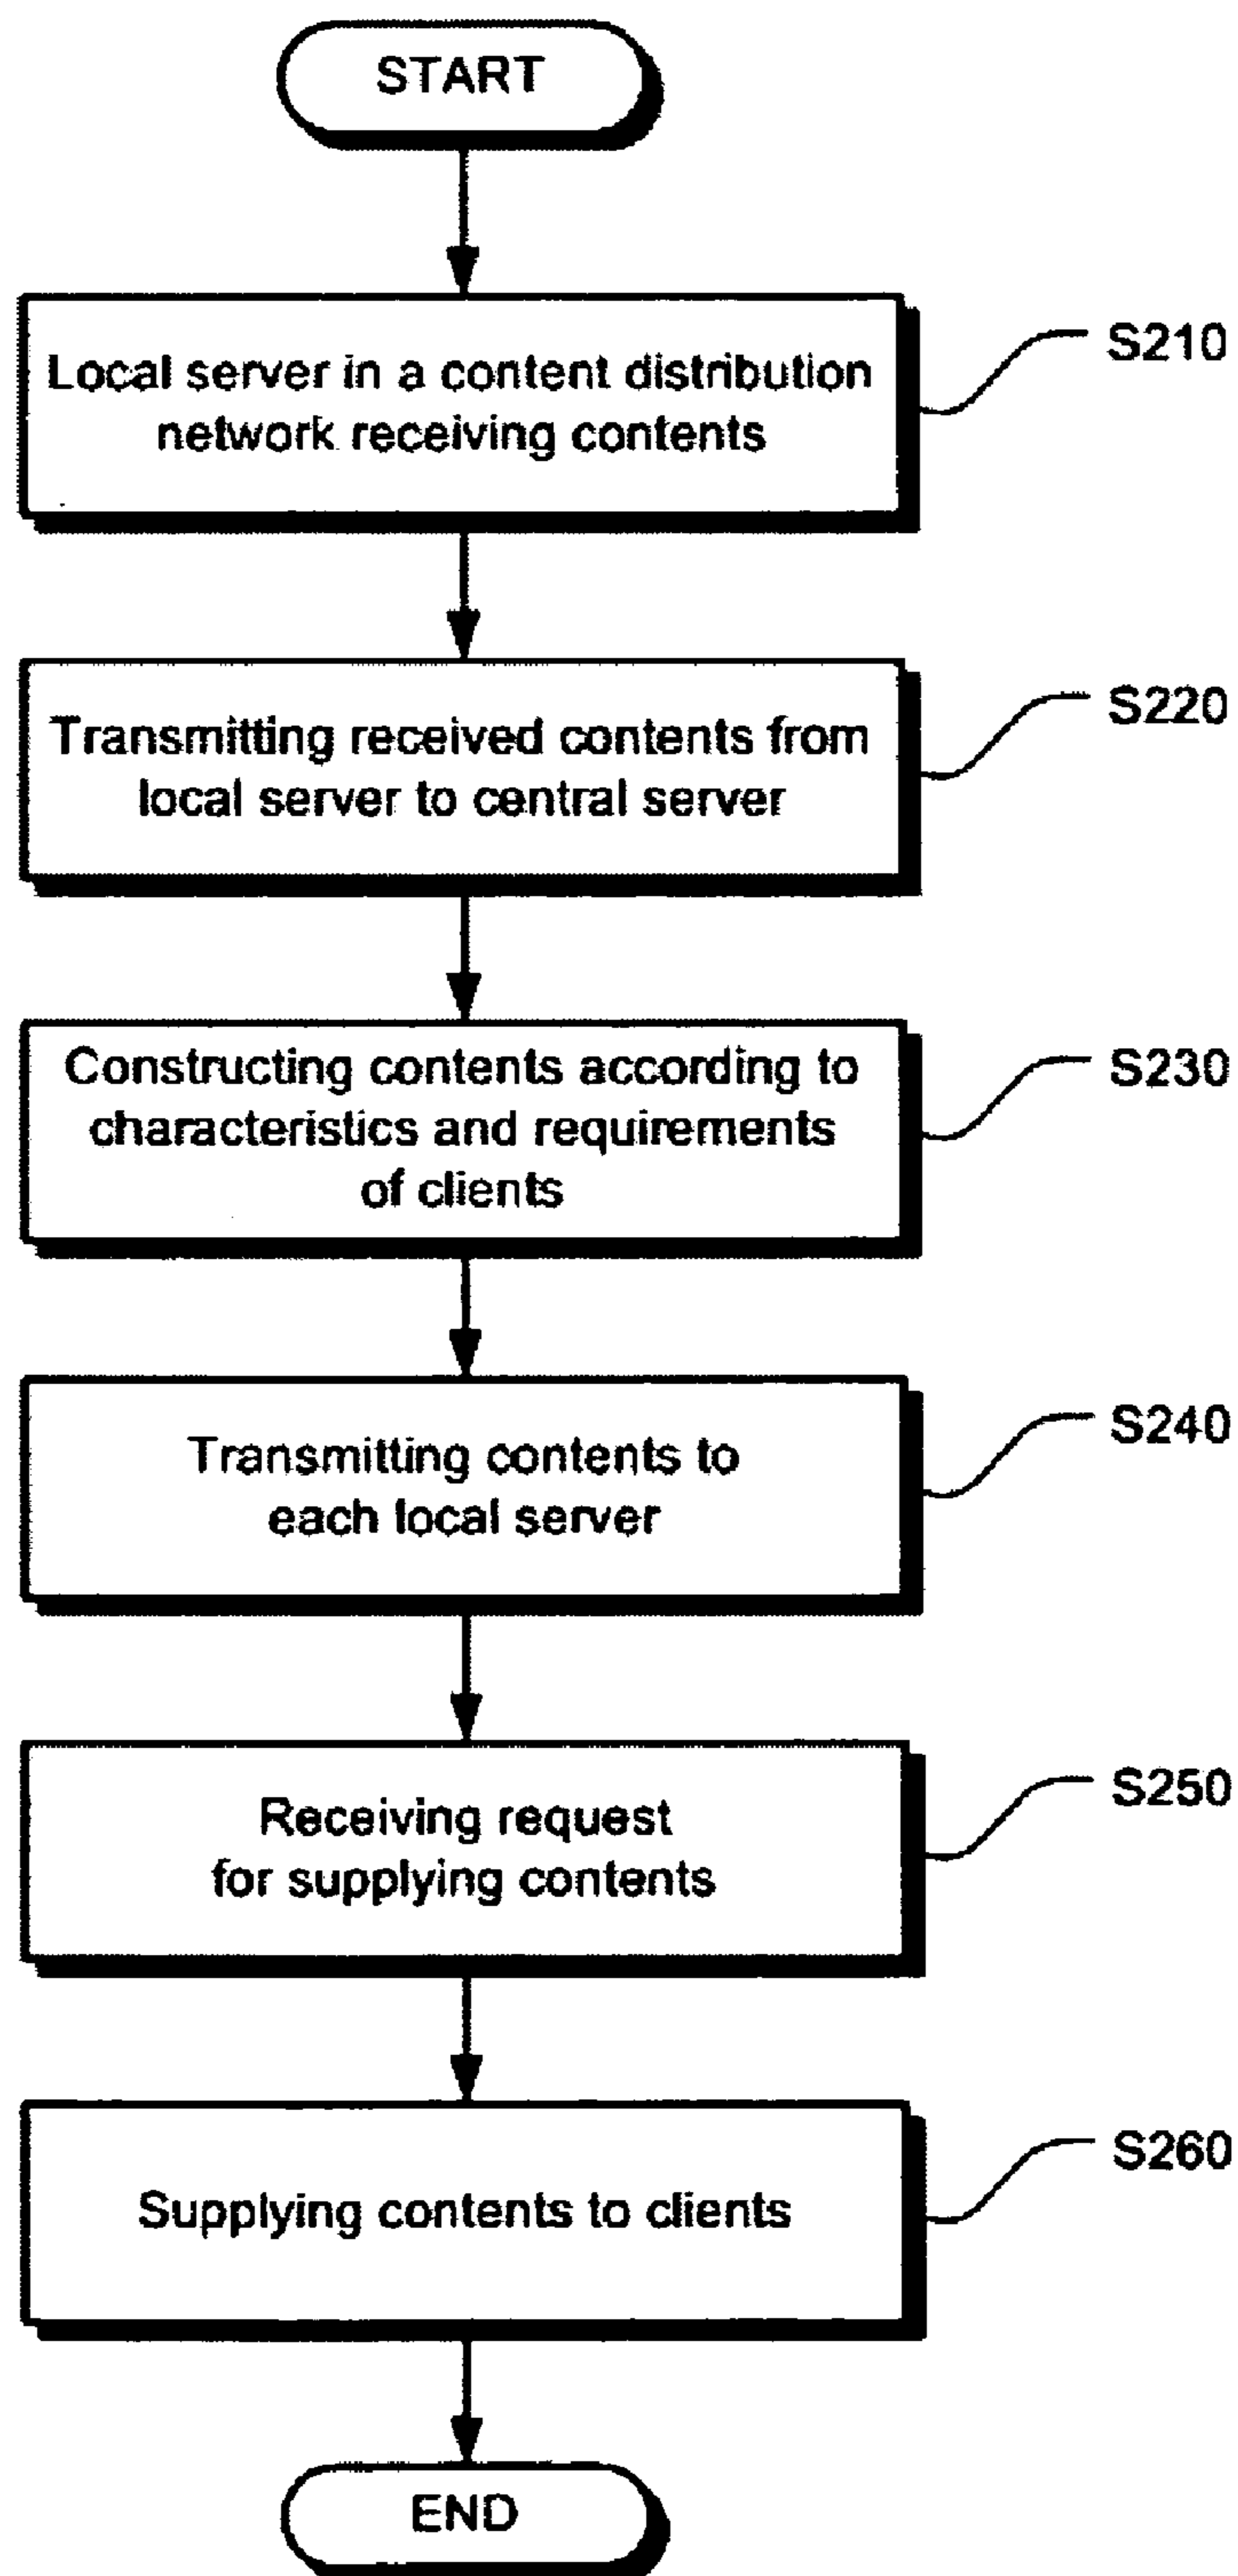 START
Local server in a content distribution
network receiving contents
S210
Transmitting received contents from
local server to central server
S220
Constructing contents according to
characteristics and requirements
of clients
S230
Transmitting contents to
each local server
S240
Receiving request
for supplying contents
S250
Supplying contents to clients
S260
END